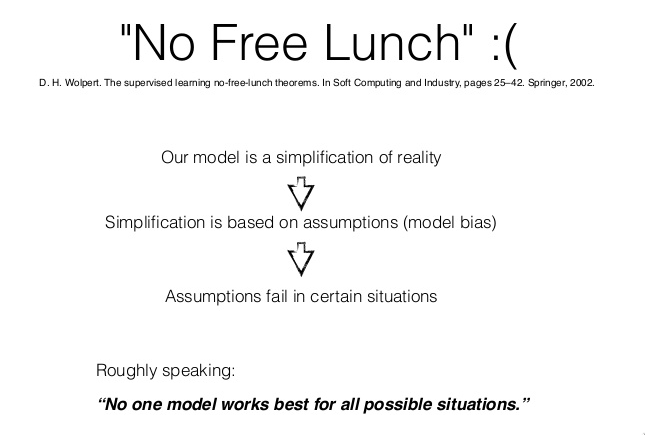 "No Free Lunch" :(
D. H. Wolpert. The supervised learning no-free-lunch theorems. In Soft Computing and Industry, pages 25–42. Springer, 2002.
Our model is a simplification of reality
Simplification is based on assumptions (model bias)
Assumptions fail in certain situations
Roughly speaking:
“No one model works best for all possible situations.”